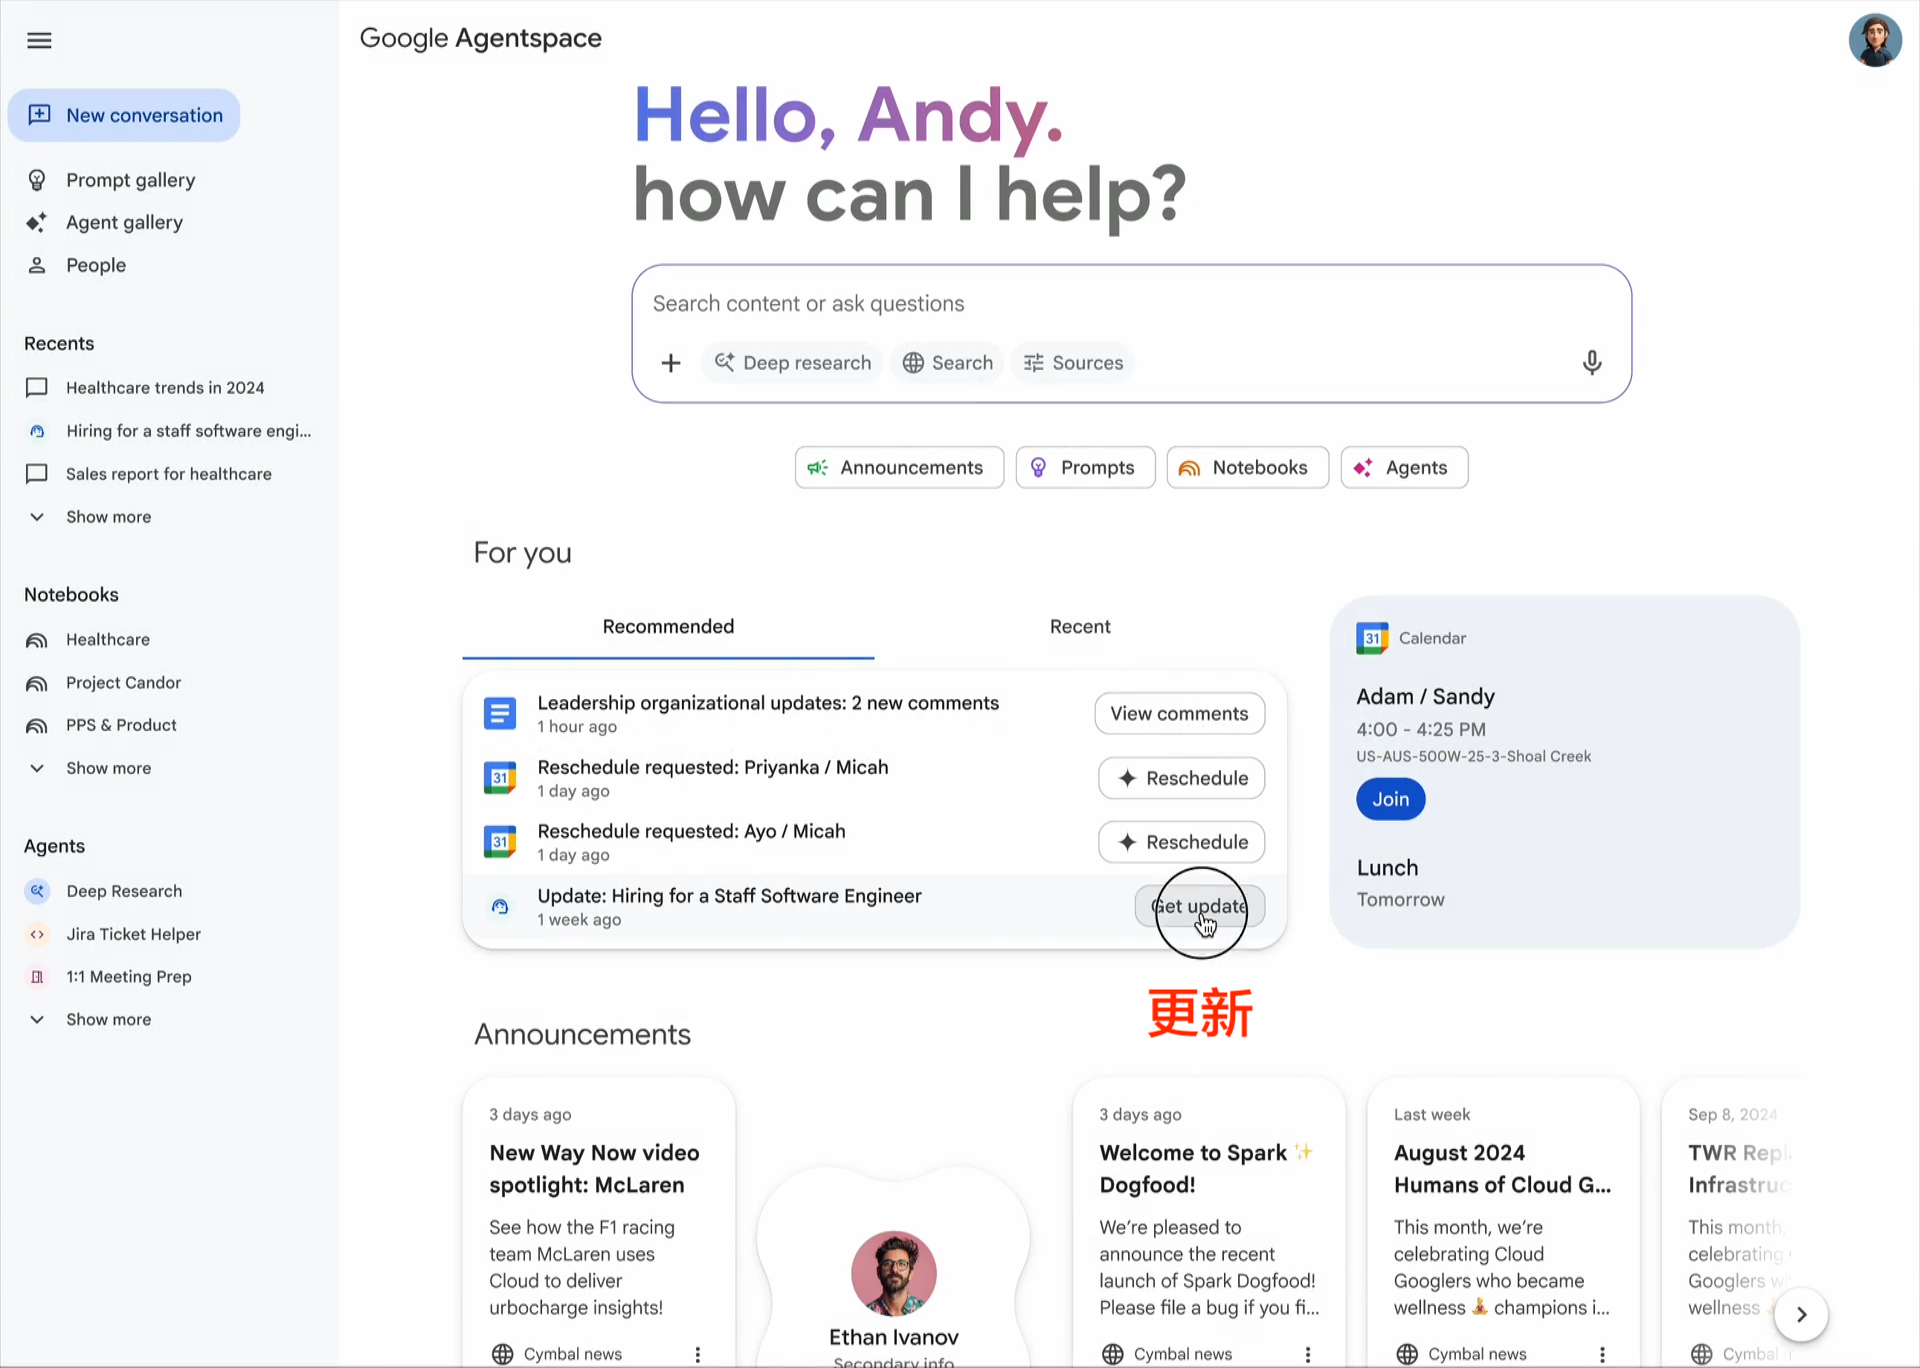 Google Agentspace
New conversation
Prompt gallery
Agent gallery
People
Recents
Healthcare trends in 2024
Hiring for a staff software engi...
Sales report for healthcare
Show more
Notebooks
Healthcare
Project Candor
PPS & Product
Show more
Agents
Deep Research
Jira Ticket Helper
1:1 Meeting Prep
Show more
Hello, Andy.
how can I help?
Search content or ask questions
Deep research
Search
Sources
Announcements
Prompts
Notebooks
Agents
For you
Recommended
Recent
Leadership organizational updates: 2 new comments
1 hour ago
View comments
31
Reschedule requested: Priyanka / Micah
1 day ago
Reschedule
31
Reschedule requested: Ayo / Micah
1 day ago
Reschedule
Update: Hiring for a Staff Software Engineer
1 week ago
Get update
更新
31
Calendar
Adam / Sandy
4:00 - 4:25 PM
US-AUS-500W-25-3-Shoal Creek
Join
Lunch
Tomorrow
Announcements
3 days ago
New Way Now video
spotlight: McLaren
See how the F1 racing
team McLaren uses
Cloud to deliver
urbocharge insights!
Cymbal news
Ethan Ivanov
Secondary info
3 days ago
Welcome to Spark ✨
Dogfood!
We're pleased to
announce the recent
launch of Spark Dogfood!
Please file a bug if you fi...
Cymbal news
Last week
August 2024
Humans of Cloud G...
This month, we're
celebrating Cloud
Googlers who became
wellness 🧘 champions i...
Cymbal news
Sep 8, 2024
TWR
This month,
celebrating
Googlers
wellness
Cymbal